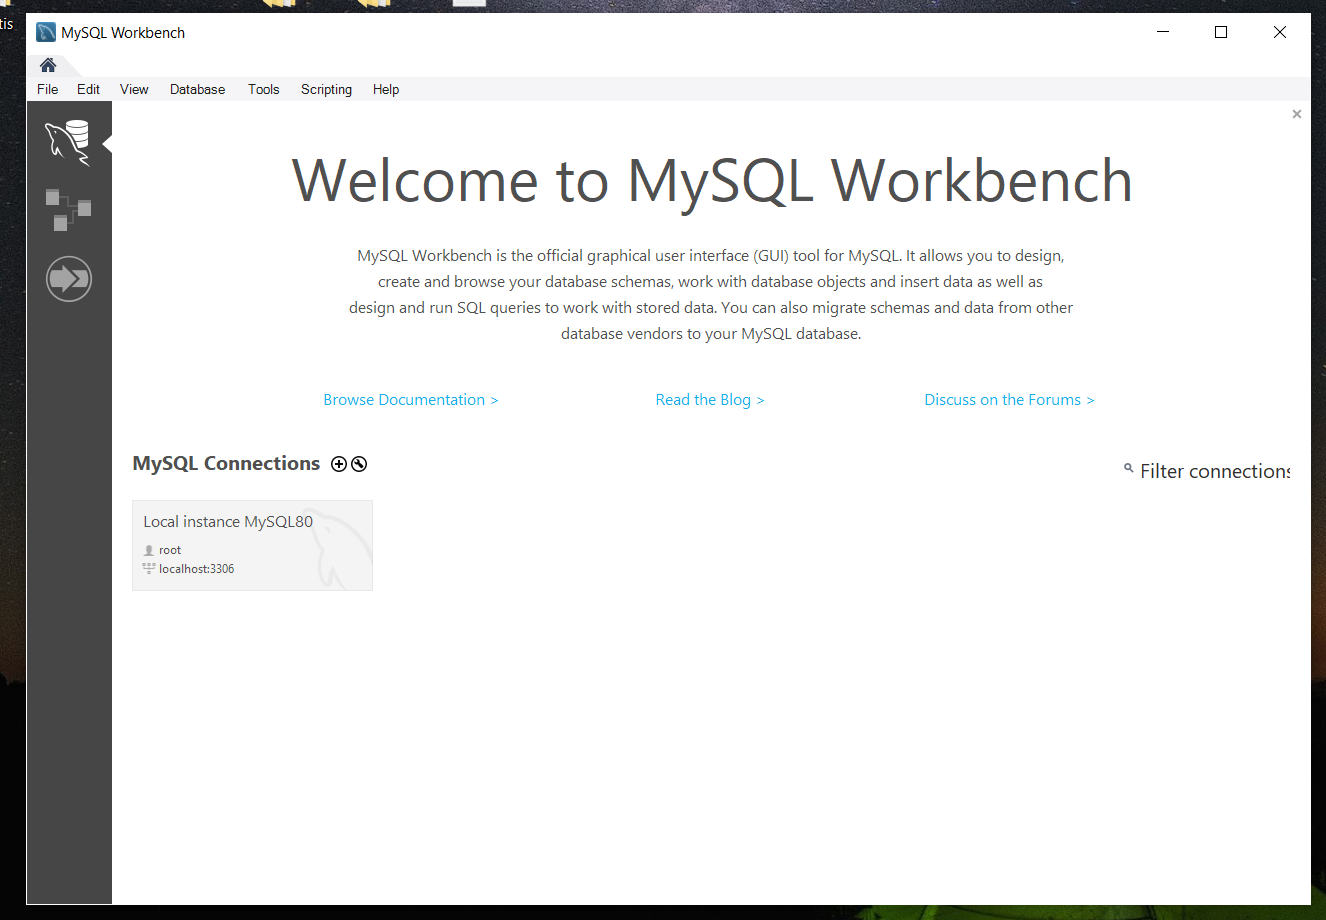 tis
MySQL Workbench
File Edit View Database Tools Scripting Help
Welcome to MySQL Workbench
MySQL Workbench is the official graphical user interface (GUI) tool for MySQL. It allows you to design,
create and browse your database schemas, work with database objects and insert data as well as
design and run SQL queries to work with stored data. You can also migrate schemas and data from other
database vendors to your MySQL database.
Browse Documentation > Read the Blog > Discuss on the Forums >
MySQL Connections
Filter connections
Local instance MySQL80
root
localhost:3306